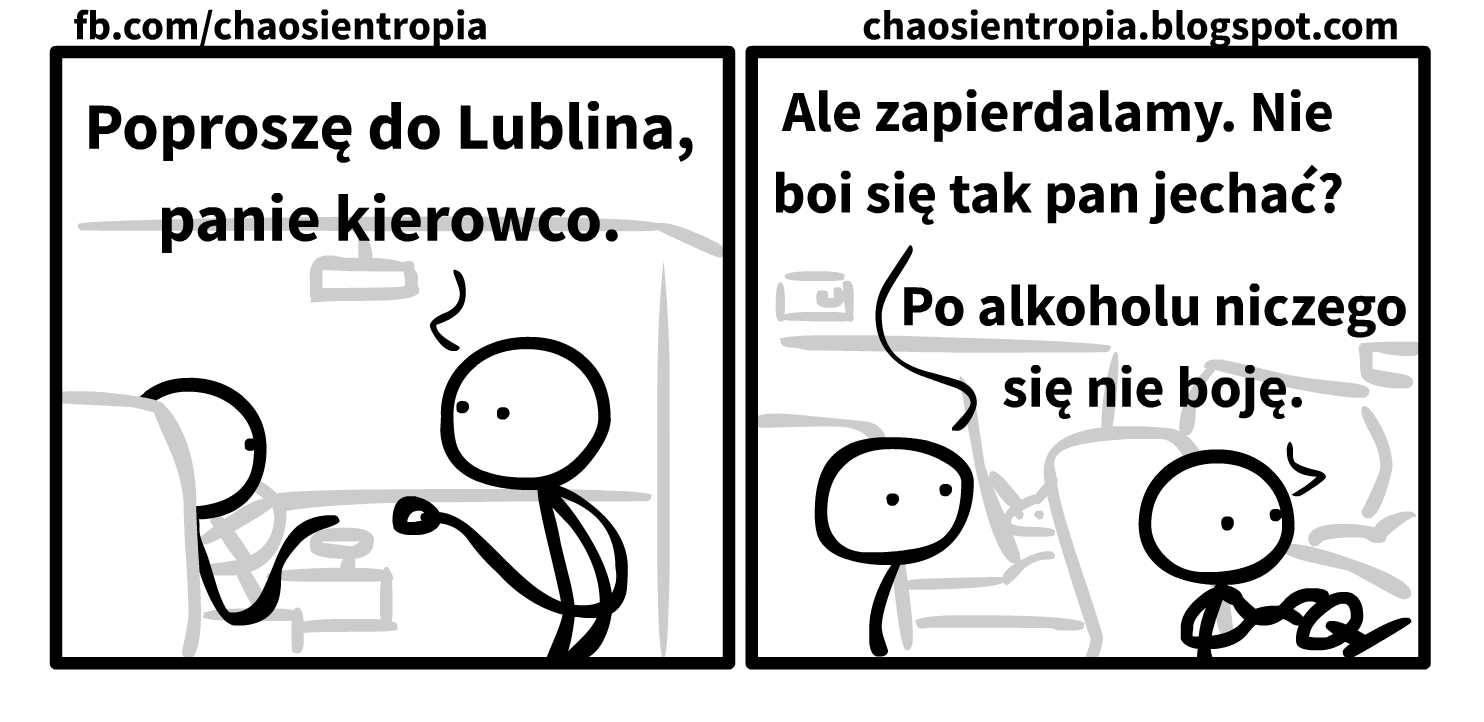 fb.com/chaosientropia
chaosientropia.blogspot.com
Poproszę do Lublina,
panie kierowco.
Ale zapierdalamy. Nie
boi się tak pan jechać?
Po alkoholu niczego
się nie boję.